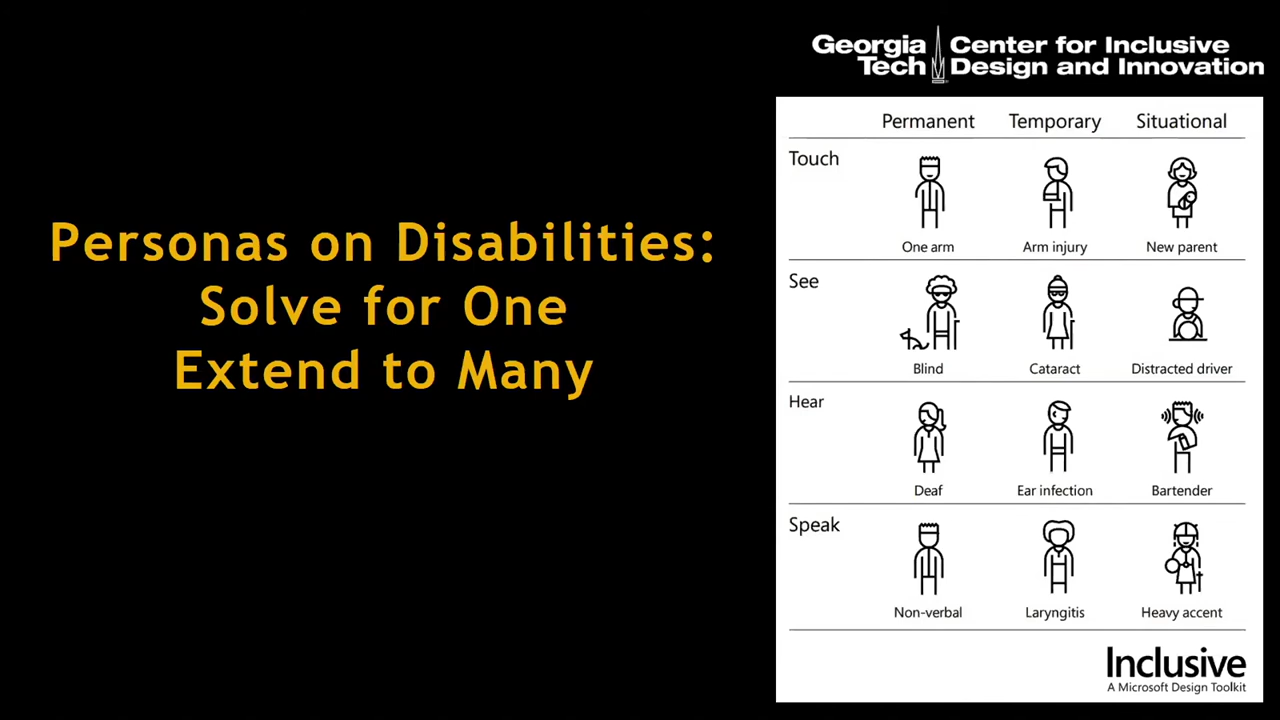 Georgia Tech Center for Inclusive Design and Innovation
Personas on Disabilities:
Solve for One
Extend to Many
Permanent Temporary Situational
Touch
One arm Arm injury New parent
See
Blind Cataract Distracted driver
Hear
Deaf Ear infection Bartender
Speak
Non-verbal Laryngitis Heavy accent
Inclusive
A Microsoft Design Toolkit